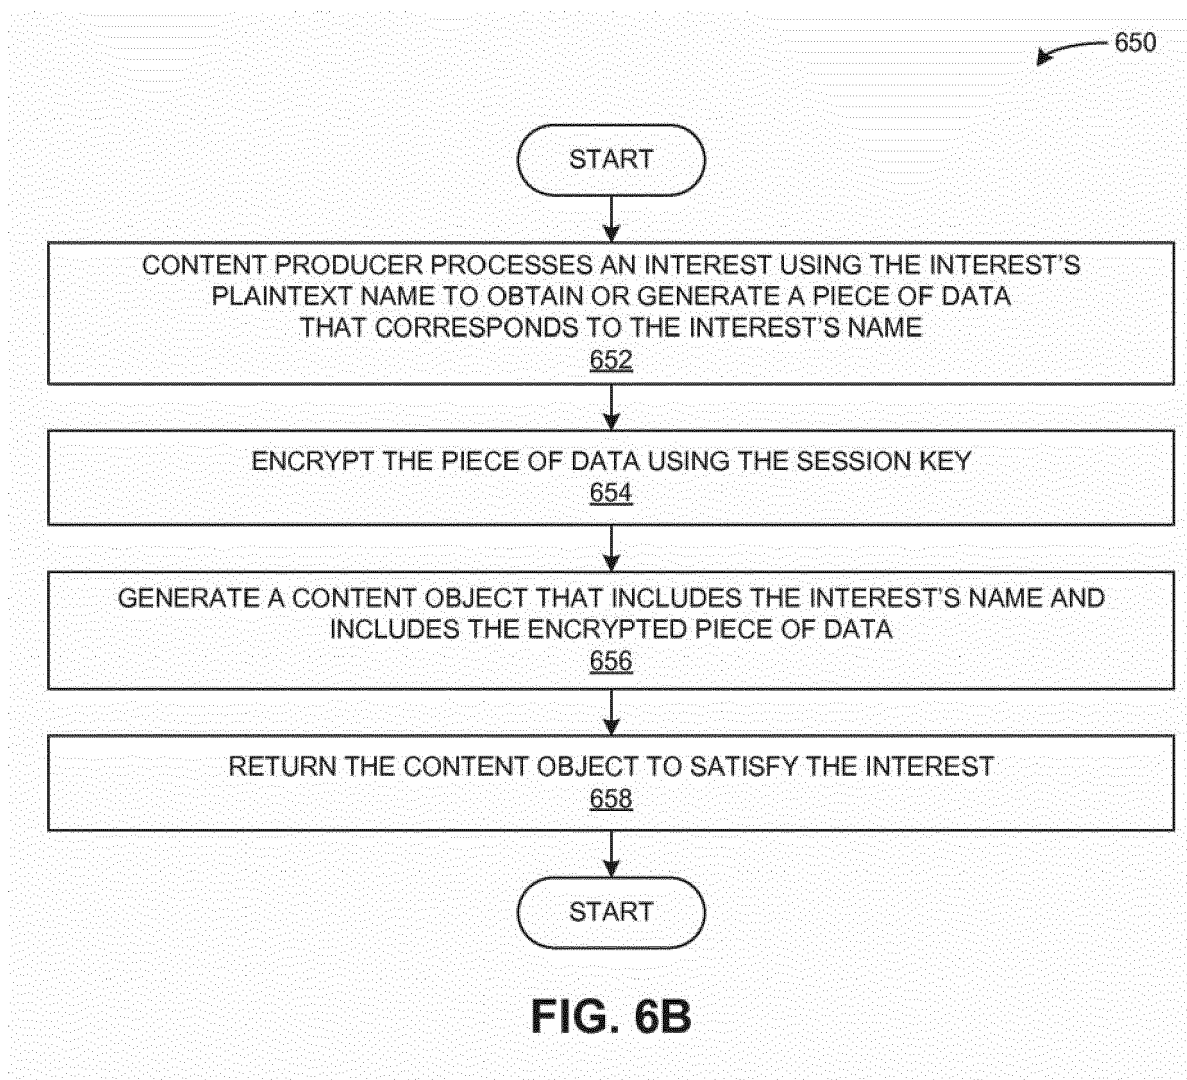 650
START
CONTENT PRODUCER PROCESSES AN INTEREST USING THE INTEREST'S
PLAINTEXT NAME TO OBTAIN OR GENERATE A PIECE OF DATA
THAT CORRESPONDS TO THE INTEREST'S NAME
652
ENCRYPT THE PIECE OF DATA USING THE SESSION KEY
654
GENERATE A CONTENT OBJECT THAT INCLUDES THE INTEREST'S NAME AND
INCLUDES THE ENCRYPTED PIECE OF DATA
656
RETURN THE CONTENT OBJECT TO SATISFY THE INTEREST
658
START
FIG. 6B